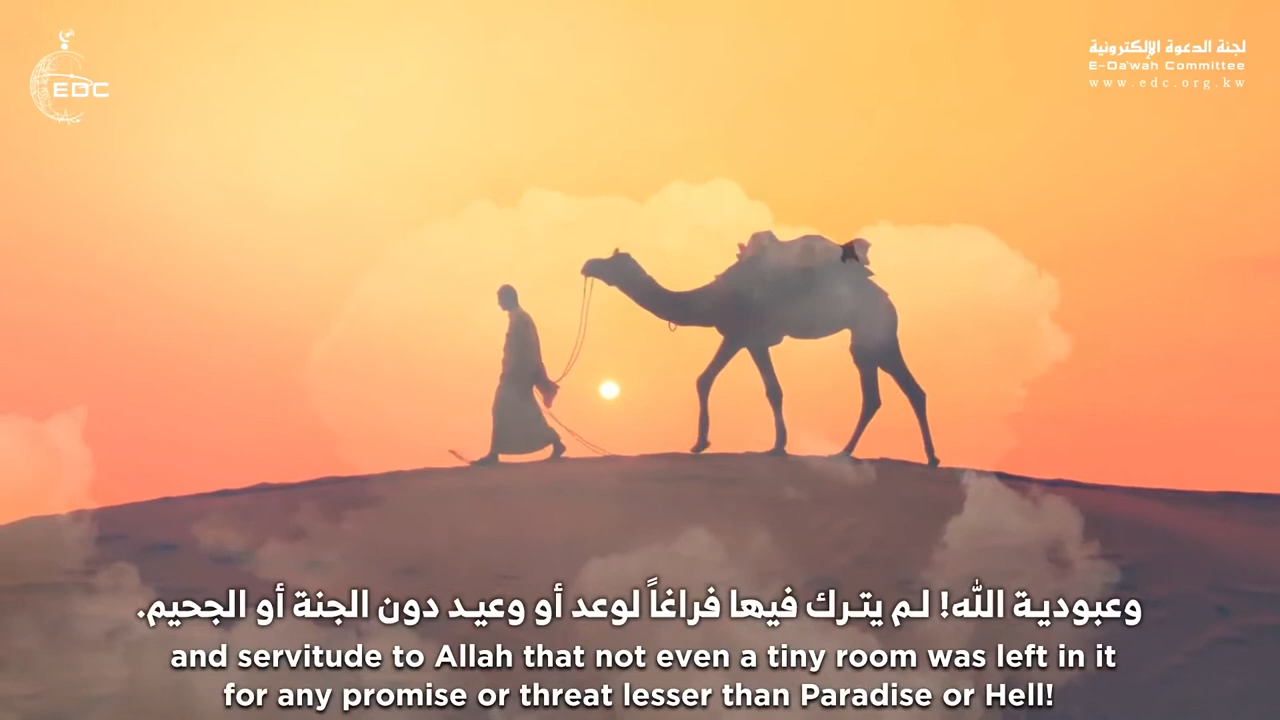 EDC
لجنة الدعوة الإلكترونية
E-Da'wah Committee
www.edc.org.kw
وعبودية الله! لم يترك فيها فراغاً لوعد أو وعيد دون الجنة أو الجحيم.
and servitude to Allah that not even a tiny room was left in it
for any promise or threat lesser than Paradise or Hell!